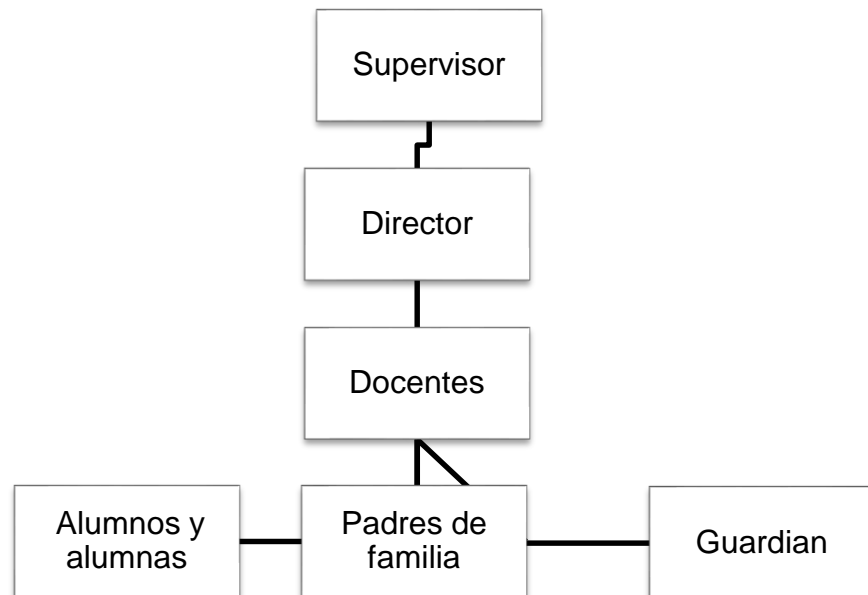 Supervisor
Director
Docentes
Alumnos y
alumnas
Padres de
familia
Guardian